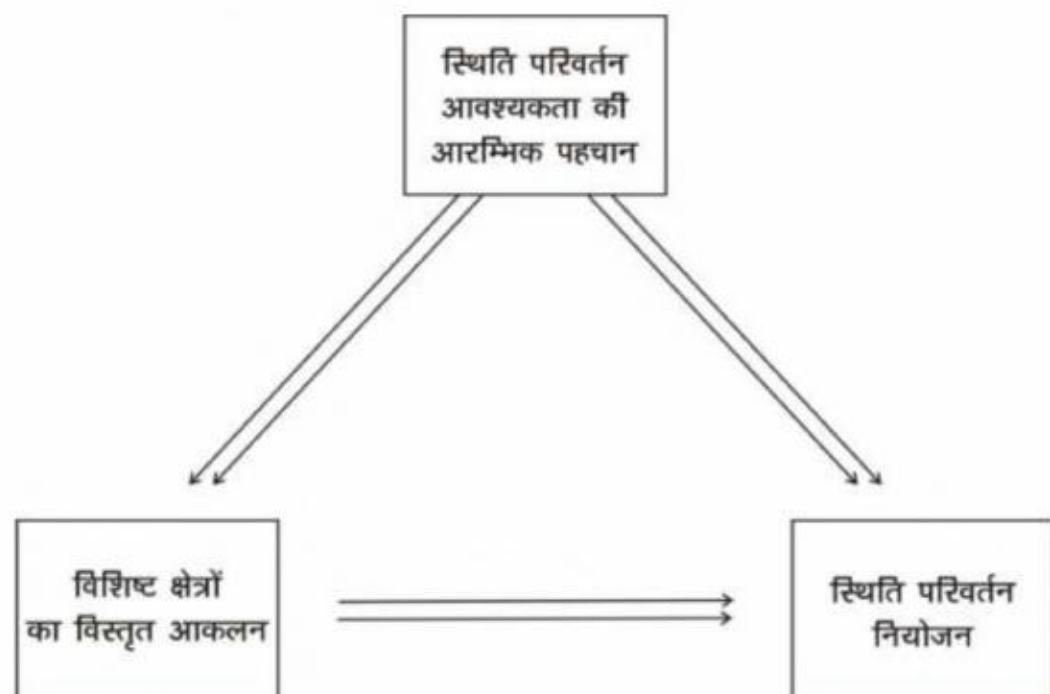 स्थिति परिवर्तन
आवश्यकता की
आरम्भिक पहचान
विशिष्ट क्षेत्रों
का विस्तृत आकलन
स्थिति परिवर्तन
नियोजन